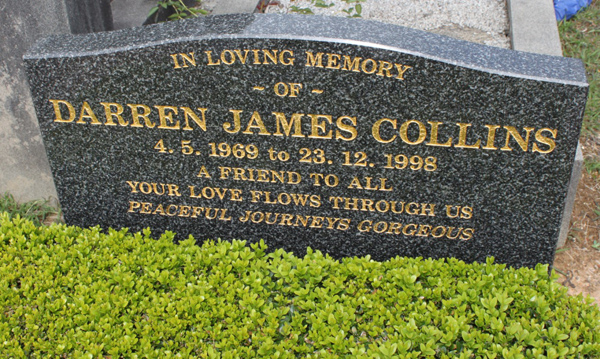 IN LOVING MEMORY
~ OF ~
DARREN JAMES COLLINS
4. 5. 1969 to 23. 12. 1998
A FRIEND TO ALL
YOUR LOVE FLOWS THROUGH US
PEACEFUL JOURNEYS GORGEOUS